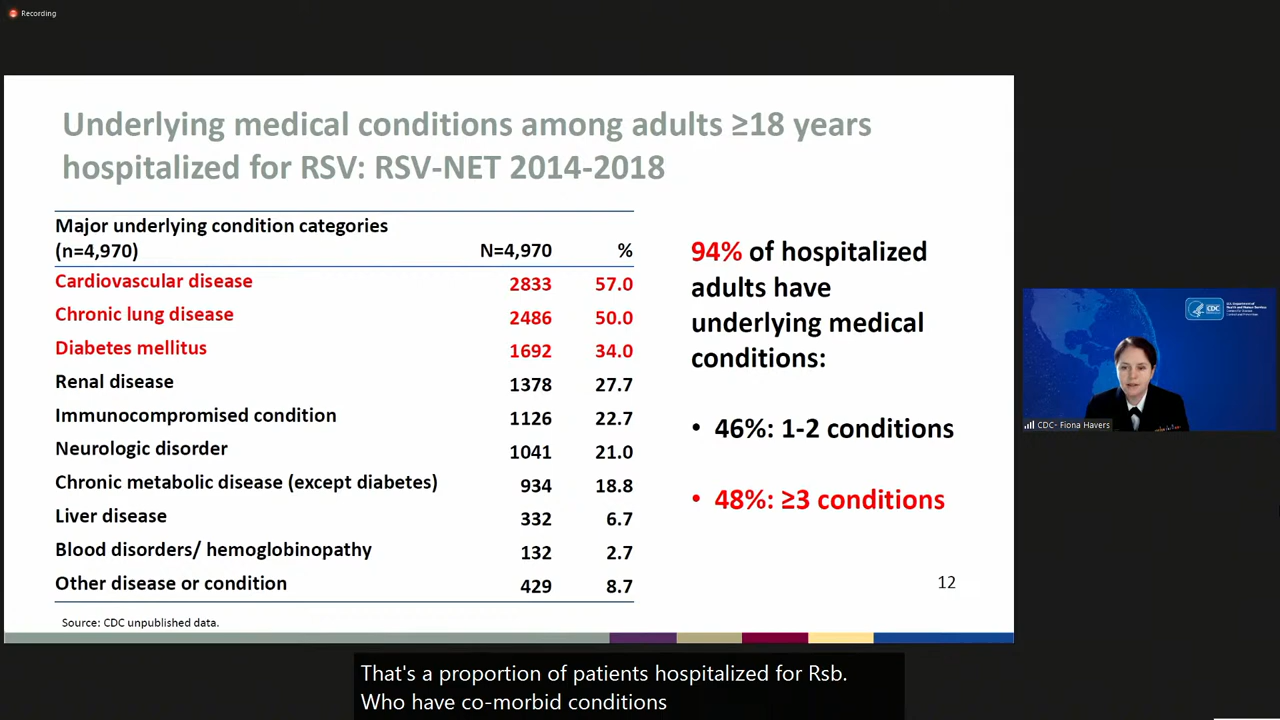 Recording
Underlying medical conditions among adults ≥18 years
hospitalized for RSV: RSV-NET 2014-2018
Major underlying condition categories
(n=4,970) N=4,970 %
Cardiovascular disease 2833 57.0
Chronic lung disease 2486 50.0
Diabetes mellitus 1692 34.0
Renal disease 1378 27.7
Immunocompromised condition 1126 22.7
Neurologic disorder 1041 21.0
Chronic metabolic disease (except diabetes) 934 18.8
Liver disease 332 6.7
Blood disorders/ hemoglobinopathy 132 2.7
Other disease or condition 429 8.7
Source: CDC unpublished data.
94% of hospitalized
adults have
underlying medical
conditions:
• 46%: 1-2 conditions
• 48%: ≥3 conditions
12
CDC
CDC- Fiona Havers
That's a proportion of patients hospitalized for Rsb.
Who have co-morbid conditions